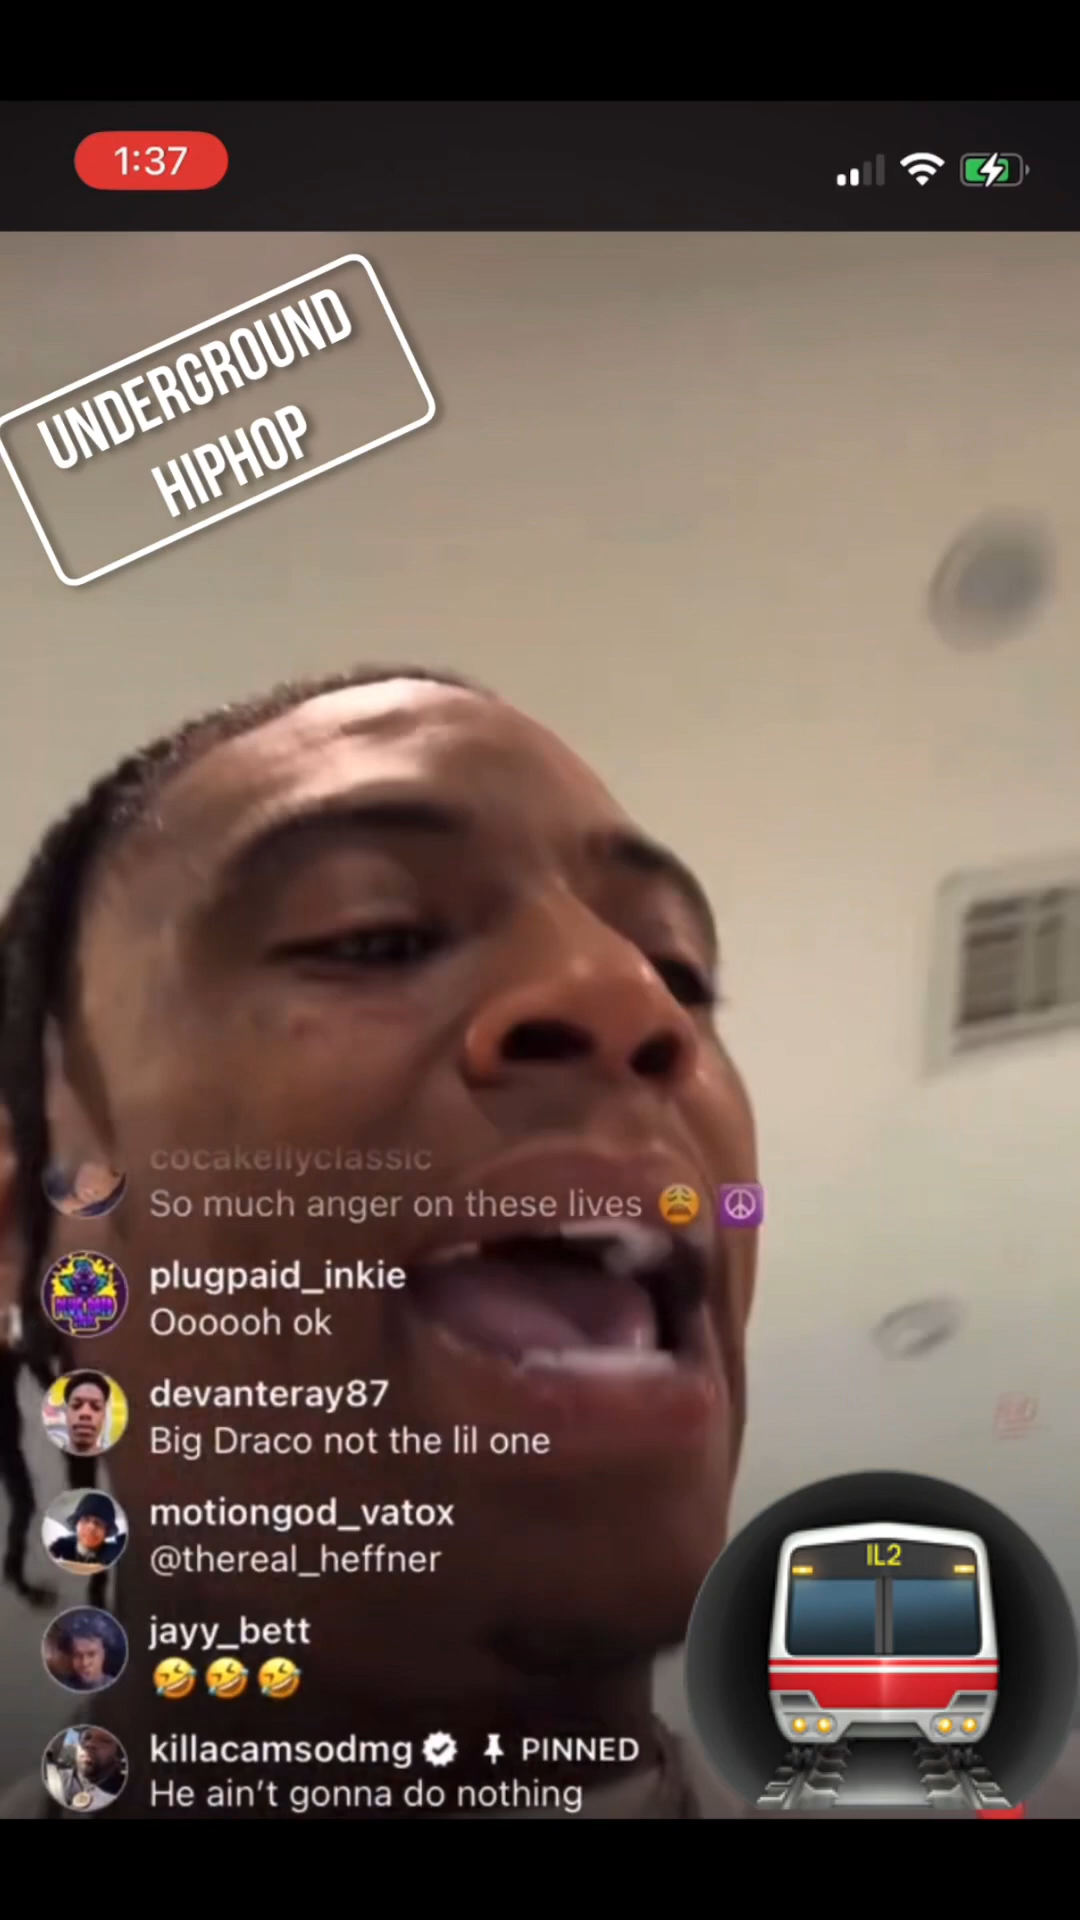 1:37
UNDERGROUND
HIPHOP
cocakellyclassic
So much anger on these lives 😩 ☮️
plugpaid_inkie
Oooooh ok
devanteray87
Big Draco not the lil one
motiongod_vatox
@thereal_heffner
jayy_bett
🤣🤣🤣
killacamsodmg PINNED
He ain't gonna do nothing
IL2